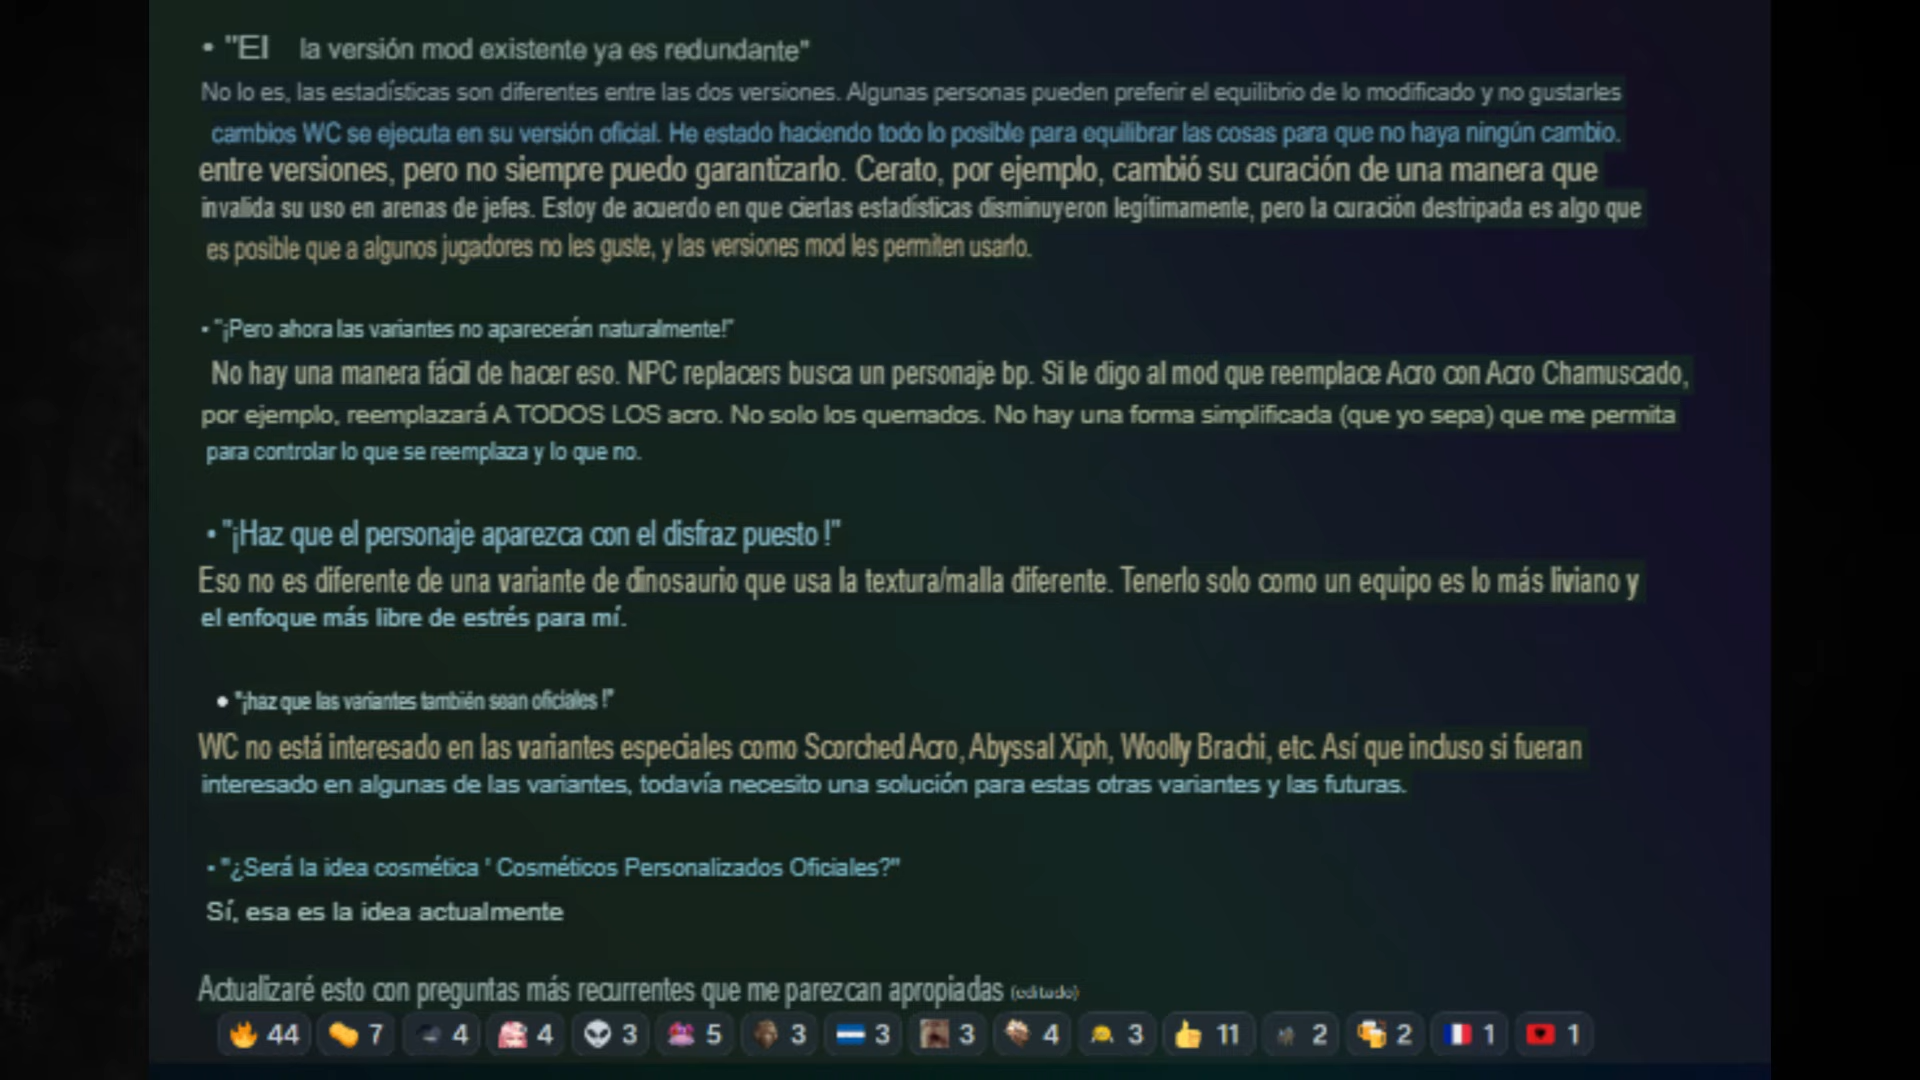 • "El la versión mod existente ya es redundante"
No lo es, las estadísticas son diferentes entre las dos versiones. Algunas personas pueden preferir el equilibrio de lo modificado y no gustarles
cambios WC se ejecuta en su versión oficial. He estado haciendo todo lo posible para equilibrar las cosas para que no haya ningún cambio.
entre versiones, pero no siempre puedo garantizarlo. Cerato, por ejemplo, cambió su curación de una manera que
invalida su uso en arenas de jefes. Estoy de acuerdo en que ciertas estadísticas disminuyeron legítimamente, pero la curación destripada es algo que
es posible que a algunos jugadores no les guste, y las versiones mod les permiten usarlo.
• "¡Pero ahora las variantes no aparecerán naturalmente!"
No hay una manera fácil de hacer eso. NPC replacers busca un personaje bp. Si le digo al mod que reemplace Acro con Acro Chamuscado,
por ejemplo, reemplazará A TODOS LOS acro. No solo los quemados. No hay una forma simplificada (que yo sepa) que me permita
para controlar lo que se reemplaza y lo que no.
• "¡Haz que el personaje aparezca con el disfraz puesto !"
Eso no es diferente de una variante de dinosaurio que usa la textura/malla diferente. Tenerlo solo como un equipo es lo más liviano y
el enfoque más libre de estrés para mí.
• "¡haz que las variantes también sean oficiales !"
WC no está interesado en las variantes especiales como Scorched Acro, Abyssal Xiph, Woolly Brachi, etc. Así que incluso si fueran
interesado en algunas de las variantes, todavía necesito una solución para estas otras variantes y las futuras.
• "¿Será la idea cosmética ' Cosméticos Personalizados Oficiales?"
Sí, esa es la idea actualmente
Actualizaré esto con preguntas más recurrentes que me parezcan apropiadas (editado)
44 7 4 4 3 5 3 3 3 4 3 11 2 2 1 1